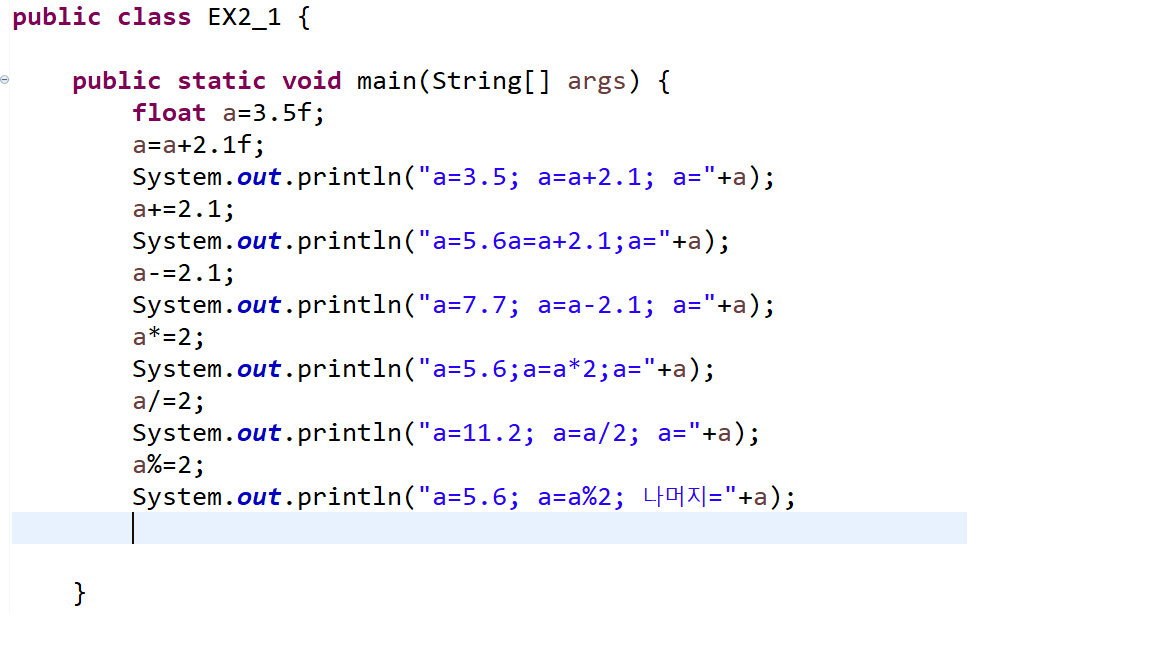 public class EX2_1 {
public static void main(String[] args) {
float a=3.5f;
a=a+2.1f;
System.out.println("a=3.5; a=a+2.1; a="+a);
a+=2.1;
System.out.println("a=5.6a=a+2.1;a="+a);
a-=2.1;
System.out.println("a=7.7; a=a-2.1; a="+a);
a*=2;
System.out.println("a=5.6;a=a*2;a="+a);
a/=2;
System.out.println("a=11.2; a=a/2; a="+a);
a%=2;
System.out.println("a=5.6; a=a%2; 나머지="+a);
}